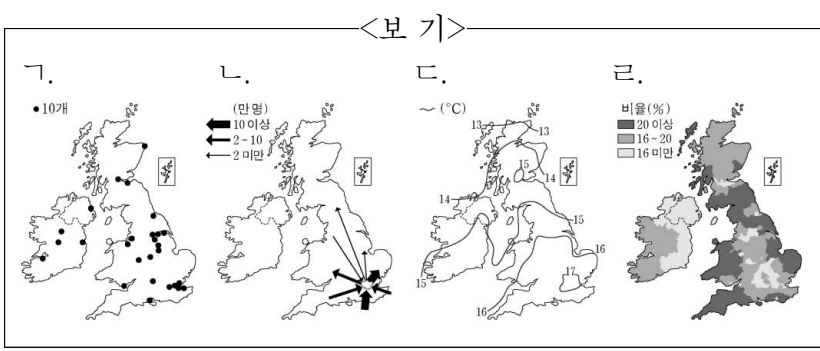 <보 기>
ㄱ. ㄴ. ㄷ. ㄹ.
●10개
(만명)
10 이상
2~10
2 미만
~(℃)
13 13
15
14
14
15
16
17
15
16
비율(%)
20 이상
16~20
16 미만